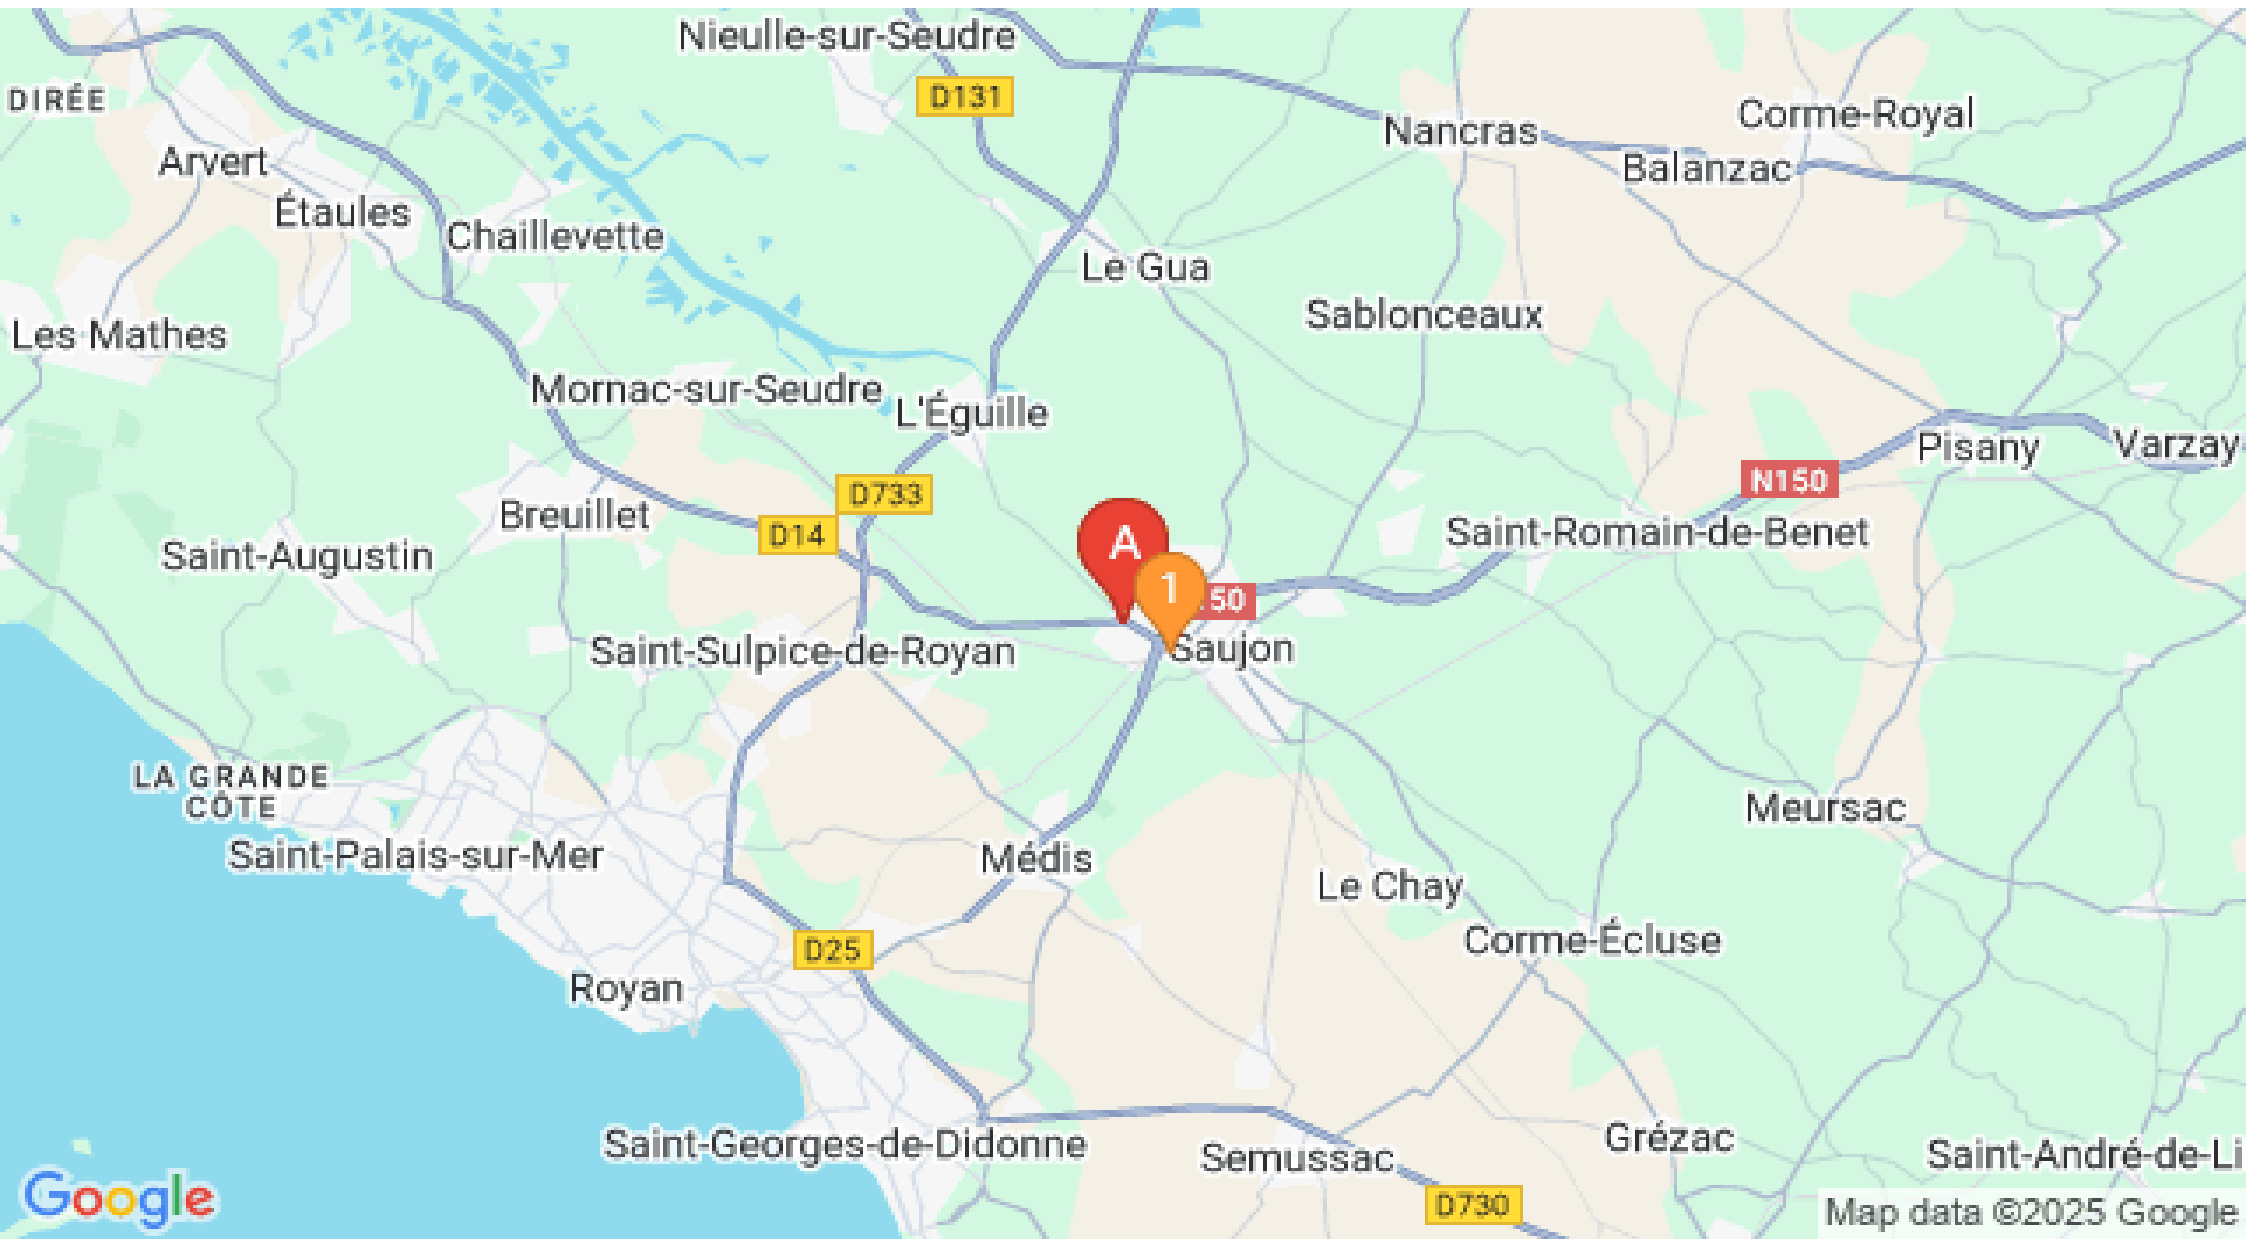 Nieulle-sur-Seudre
DIRÉE
D131
Corme-Royal
Nancras
Arvert
Balanzac
Étaules
Chaillevette
Le Gua
Sablonceaux
Les Mathes
Mornac-sur-Seudre
L'Éguille
Pisany
Varzay
N150
D733
Breuillet
D14
Saint-Romain-de-Benet
A
Saint-Augustin
1
50
Saint-Sulpice-de-Royan
Saujon
LA GRANDE
CÔTE
Meursac
Saint-Palais-sur-Mer
Médis
Le Chay
Corme-Écluse
D25
Royan
Saint-Georges-de-Didonne
Grézac
Semussac
Saint-André-de-Li
Google
D730
Map data ©2025 Google